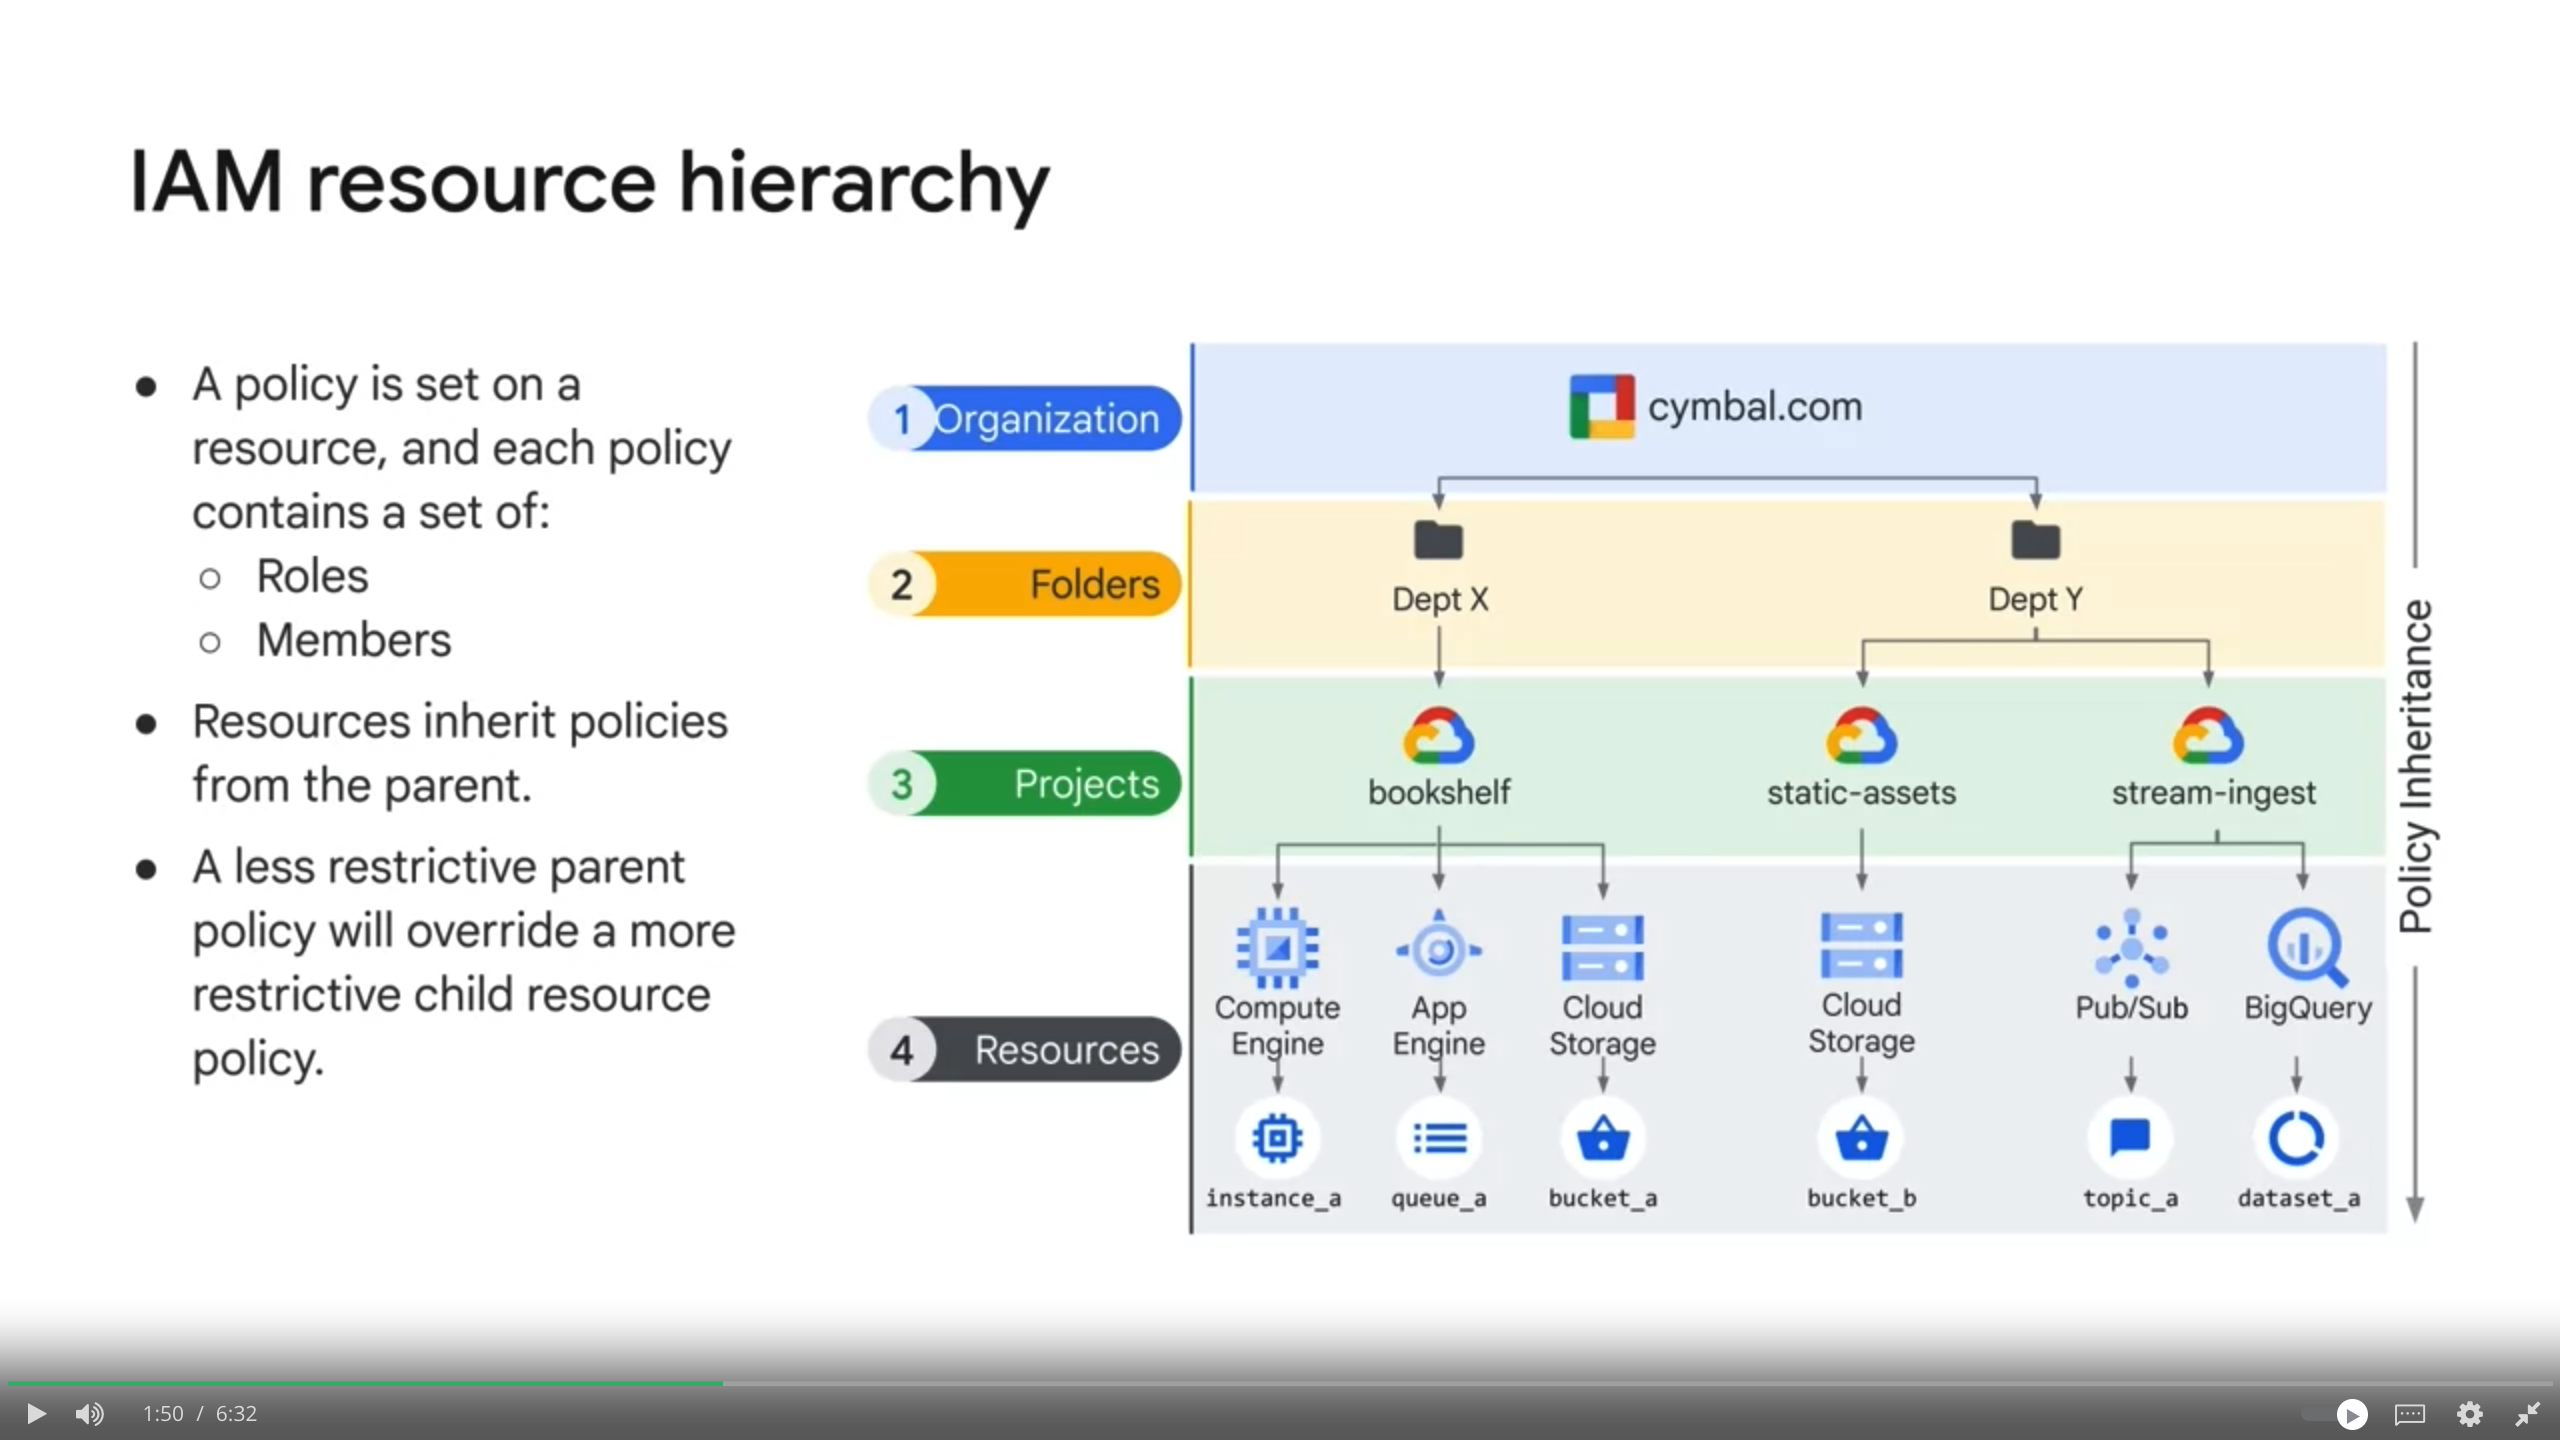 IAM resource hierarchy
● A policy is set on a
resource, and each policy
contains a set of:
○ Roles
○ Members
● Resources inherit policies
from the parent.
● A less restrictive parent
policy will override a more
restrictive child resource
policy.
1 Organization
cymbal.com
2 Folders
Dept X
Dept Y
3 Projects
bookshelf
static-assets
stream-ingest
4 Resources
Compute
Engine
App
Engine
Cloud
Storage
Cloud
Storage
Pub/Sub
BigQuery
instance_a
queue_a
bucket_a
bucket_b
topic_a
dataset_a
Policy Inheritance
1:50 / 6:32